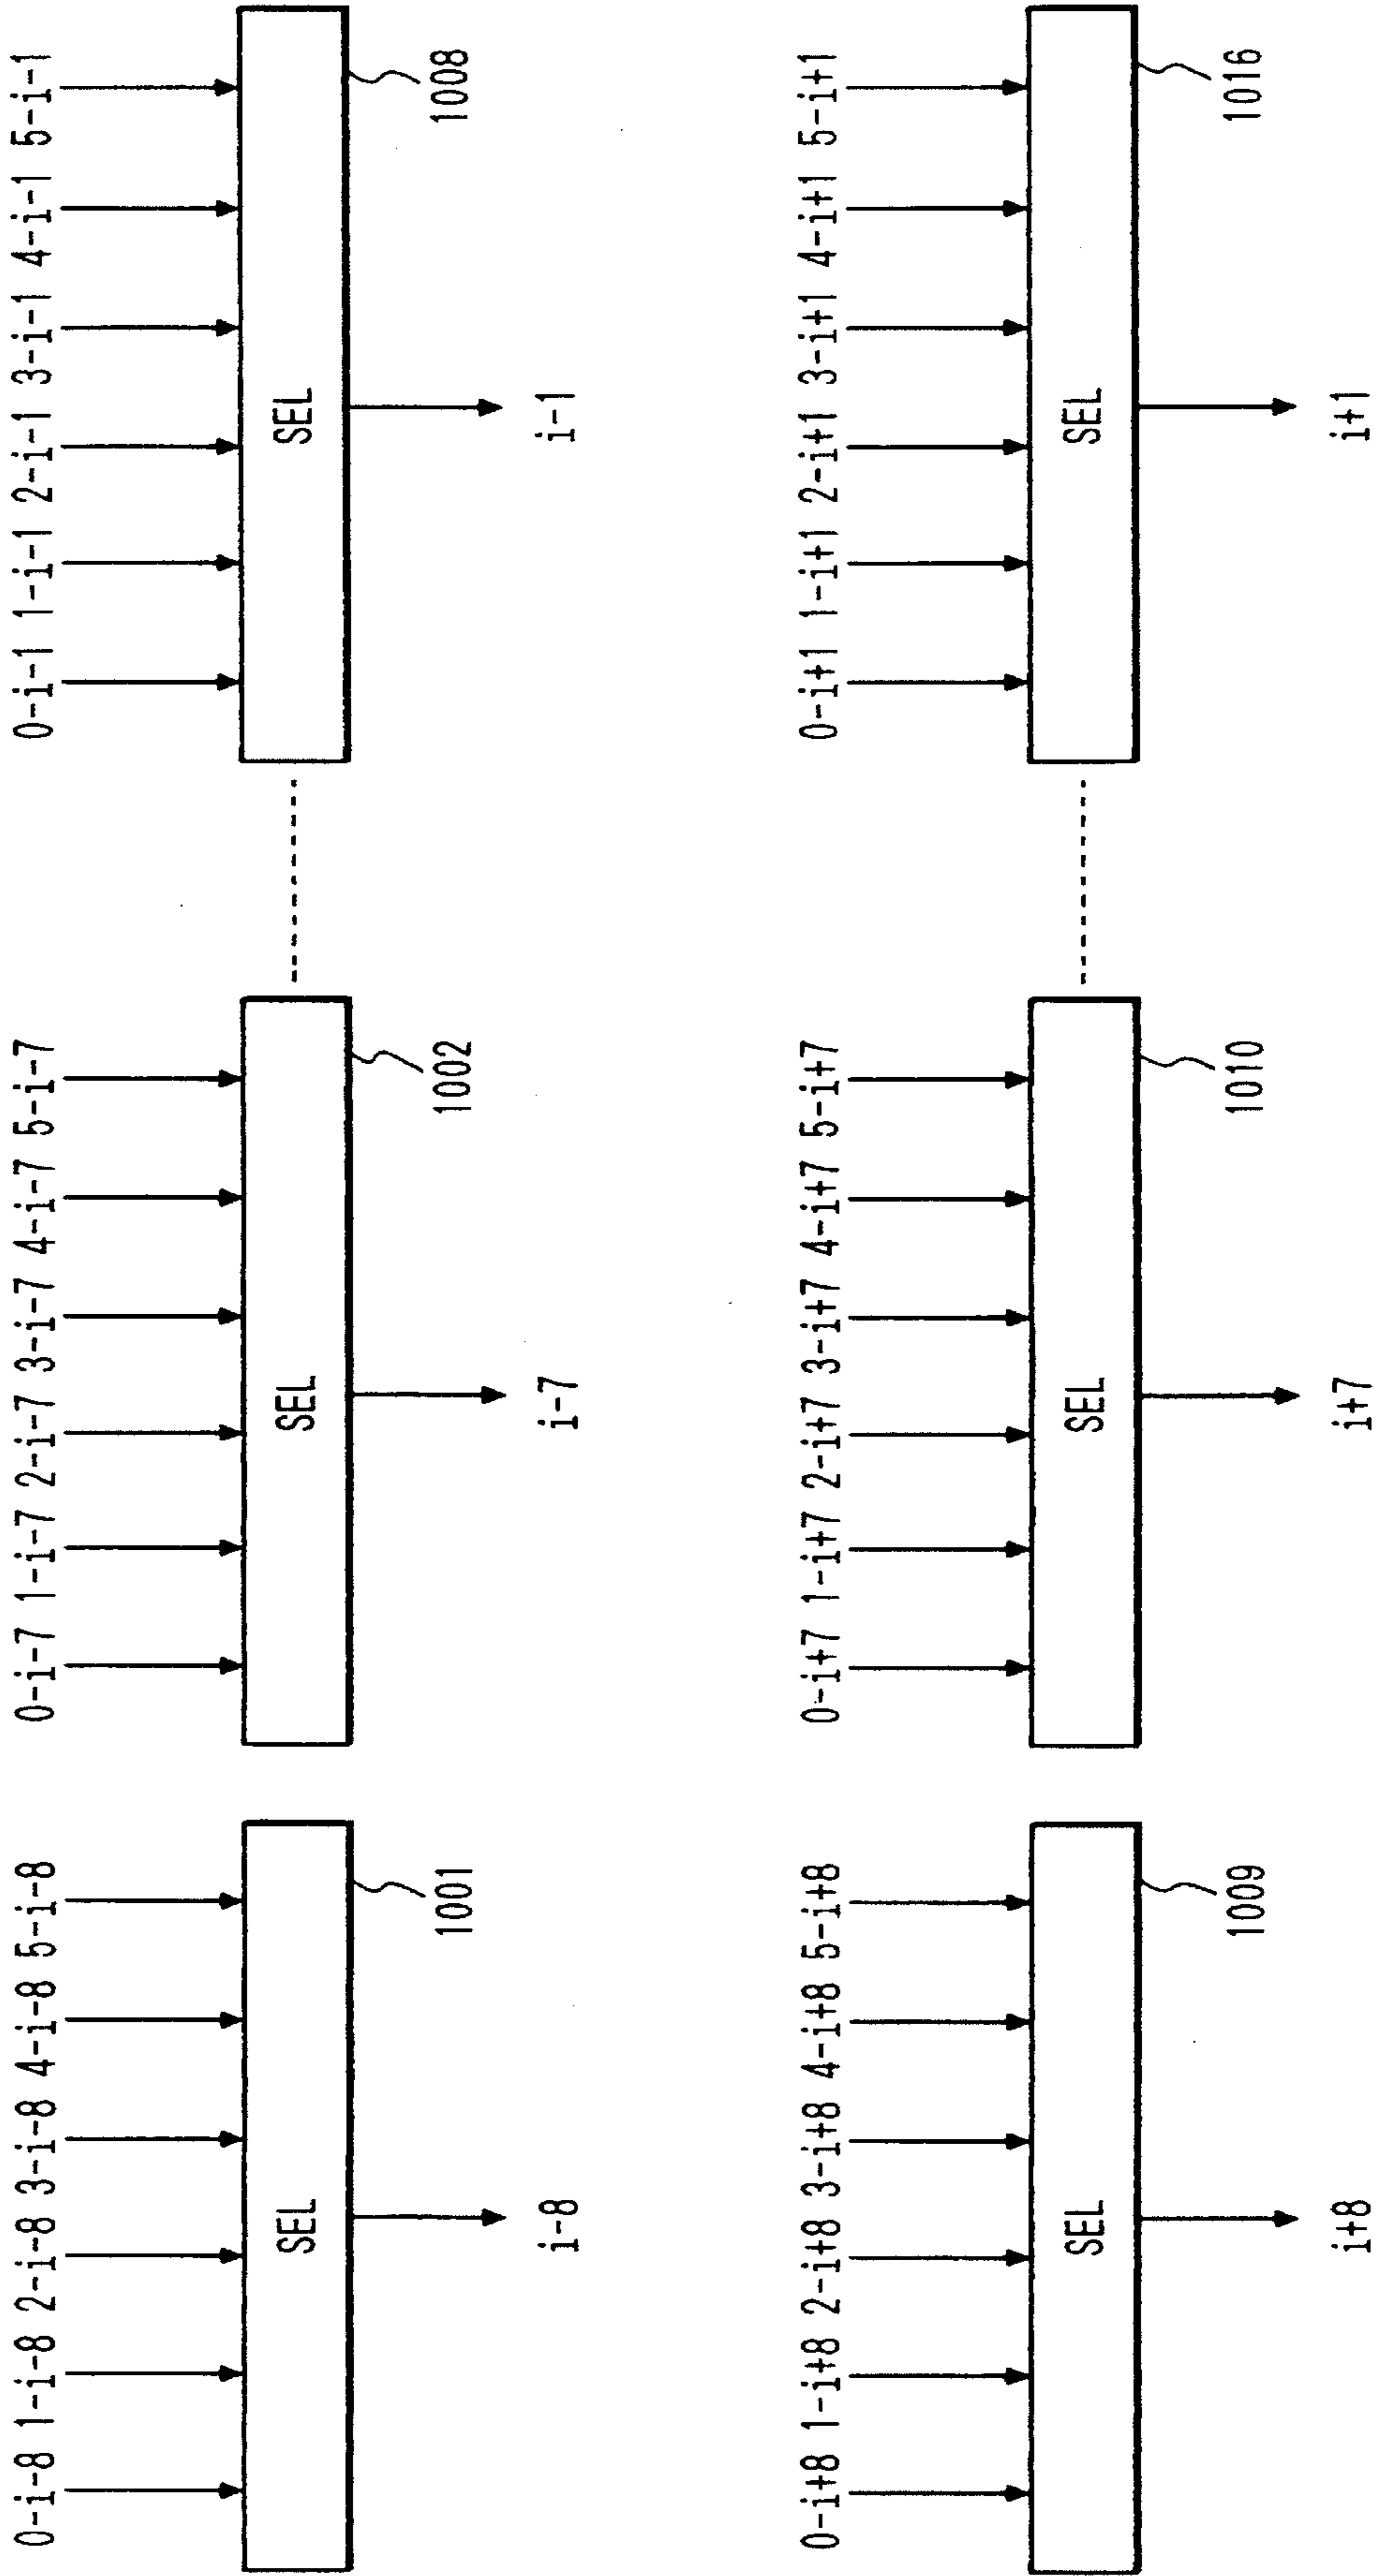 0-i-8 1-i-8 2-i-8 3-i-8 4-i-8 5-i-8
SEL
1001
i-8
0-i-7 1-i-7 2-i-7 3-i-7 4-i-7 5-i-7
SEL
1002
i-7
0-i-1 1-i-1 2-i-1 3-i-1 4-i-1 5-i-1
SEL
1008
i-1
0-i+8 1-i+8 2-i+8 3-i+8 4-i+8 5-i+8
SEL
1009
i+8
0-i+7 1-i+7 2-i+7 3-i+7 4-i+7 5-i+7
SEL
1010
i+7
0-i+1 1-i+1 2-i+1 3-i+1 4-i+1 5-i+1
SEL
1016
i+1